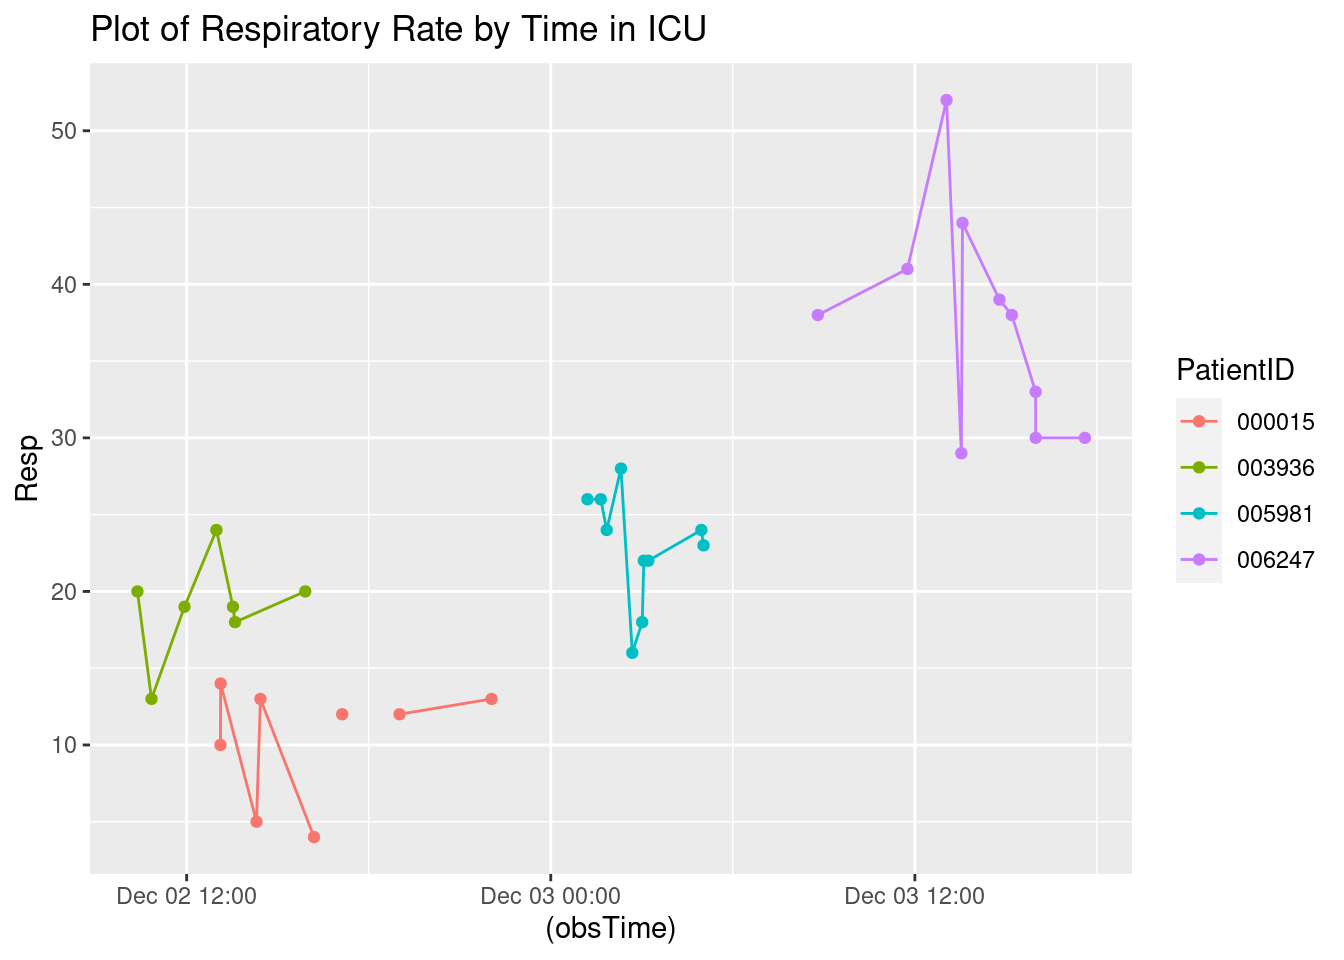 Plot of Respiratory Rate by Time in ICU
50
40
30
20
10
Resp
Dec 02 12:00
Dec 03 00:00
Dec 03 12:00
(obsTime)
PatientID
000015
003936
005981
006247